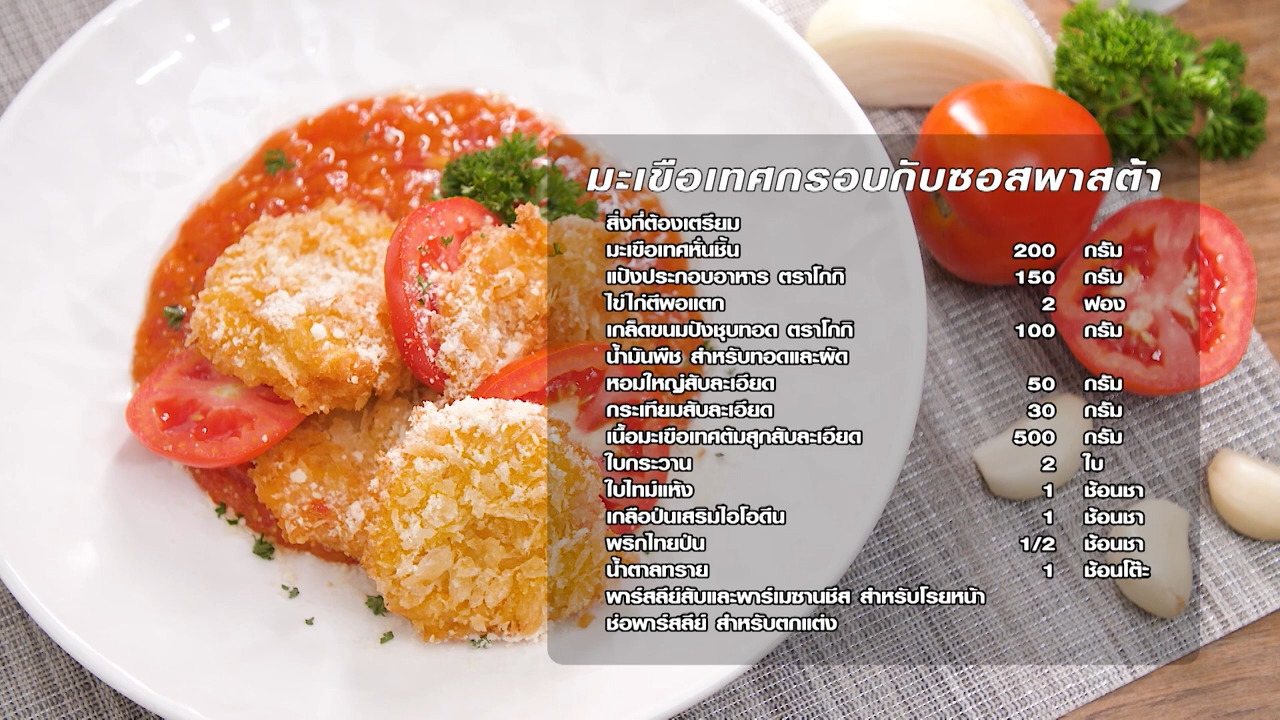 มะเขือเทศกรอบกับซอสพาสต้า
สิ่งที่ต้องเตรียม
มะเขือเทศหั่นชิ้น 200 กรัม
แป้งประกอบอาหาร ตราโกกิ 150 กรัม
ไข่ไก่ตีพอแตก 2 ฟอง
เกล็ดขนมปังชุบทอด ตราโกกิ 100 กรัม
น้ำมันพืช สำหรับทอดและผัด
หอมใหญ่สับละเอียด 50 กรัม
กระเทียมสับละเอียด 30 กรัม
เนื้อมะเขือเทศต้มสุกสับละเอียด 500 กรัม
ใบกระวาน 2 ใบ
ใบไทม์แห้ง 1 ช้อนชา
เกลือป่นเสริมไอโอดีน 1 ช้อนชา
พริกไทยป่น 1/2 ช้อนชา
น้ำตาลทราย 1 ช้อนโต๊ะ
พาร์สลีย์สับและพาร์เมซานชีส สำหรับโรยหน้า
ช่อพาร์สลีย์ สำหรับตกแต่ง